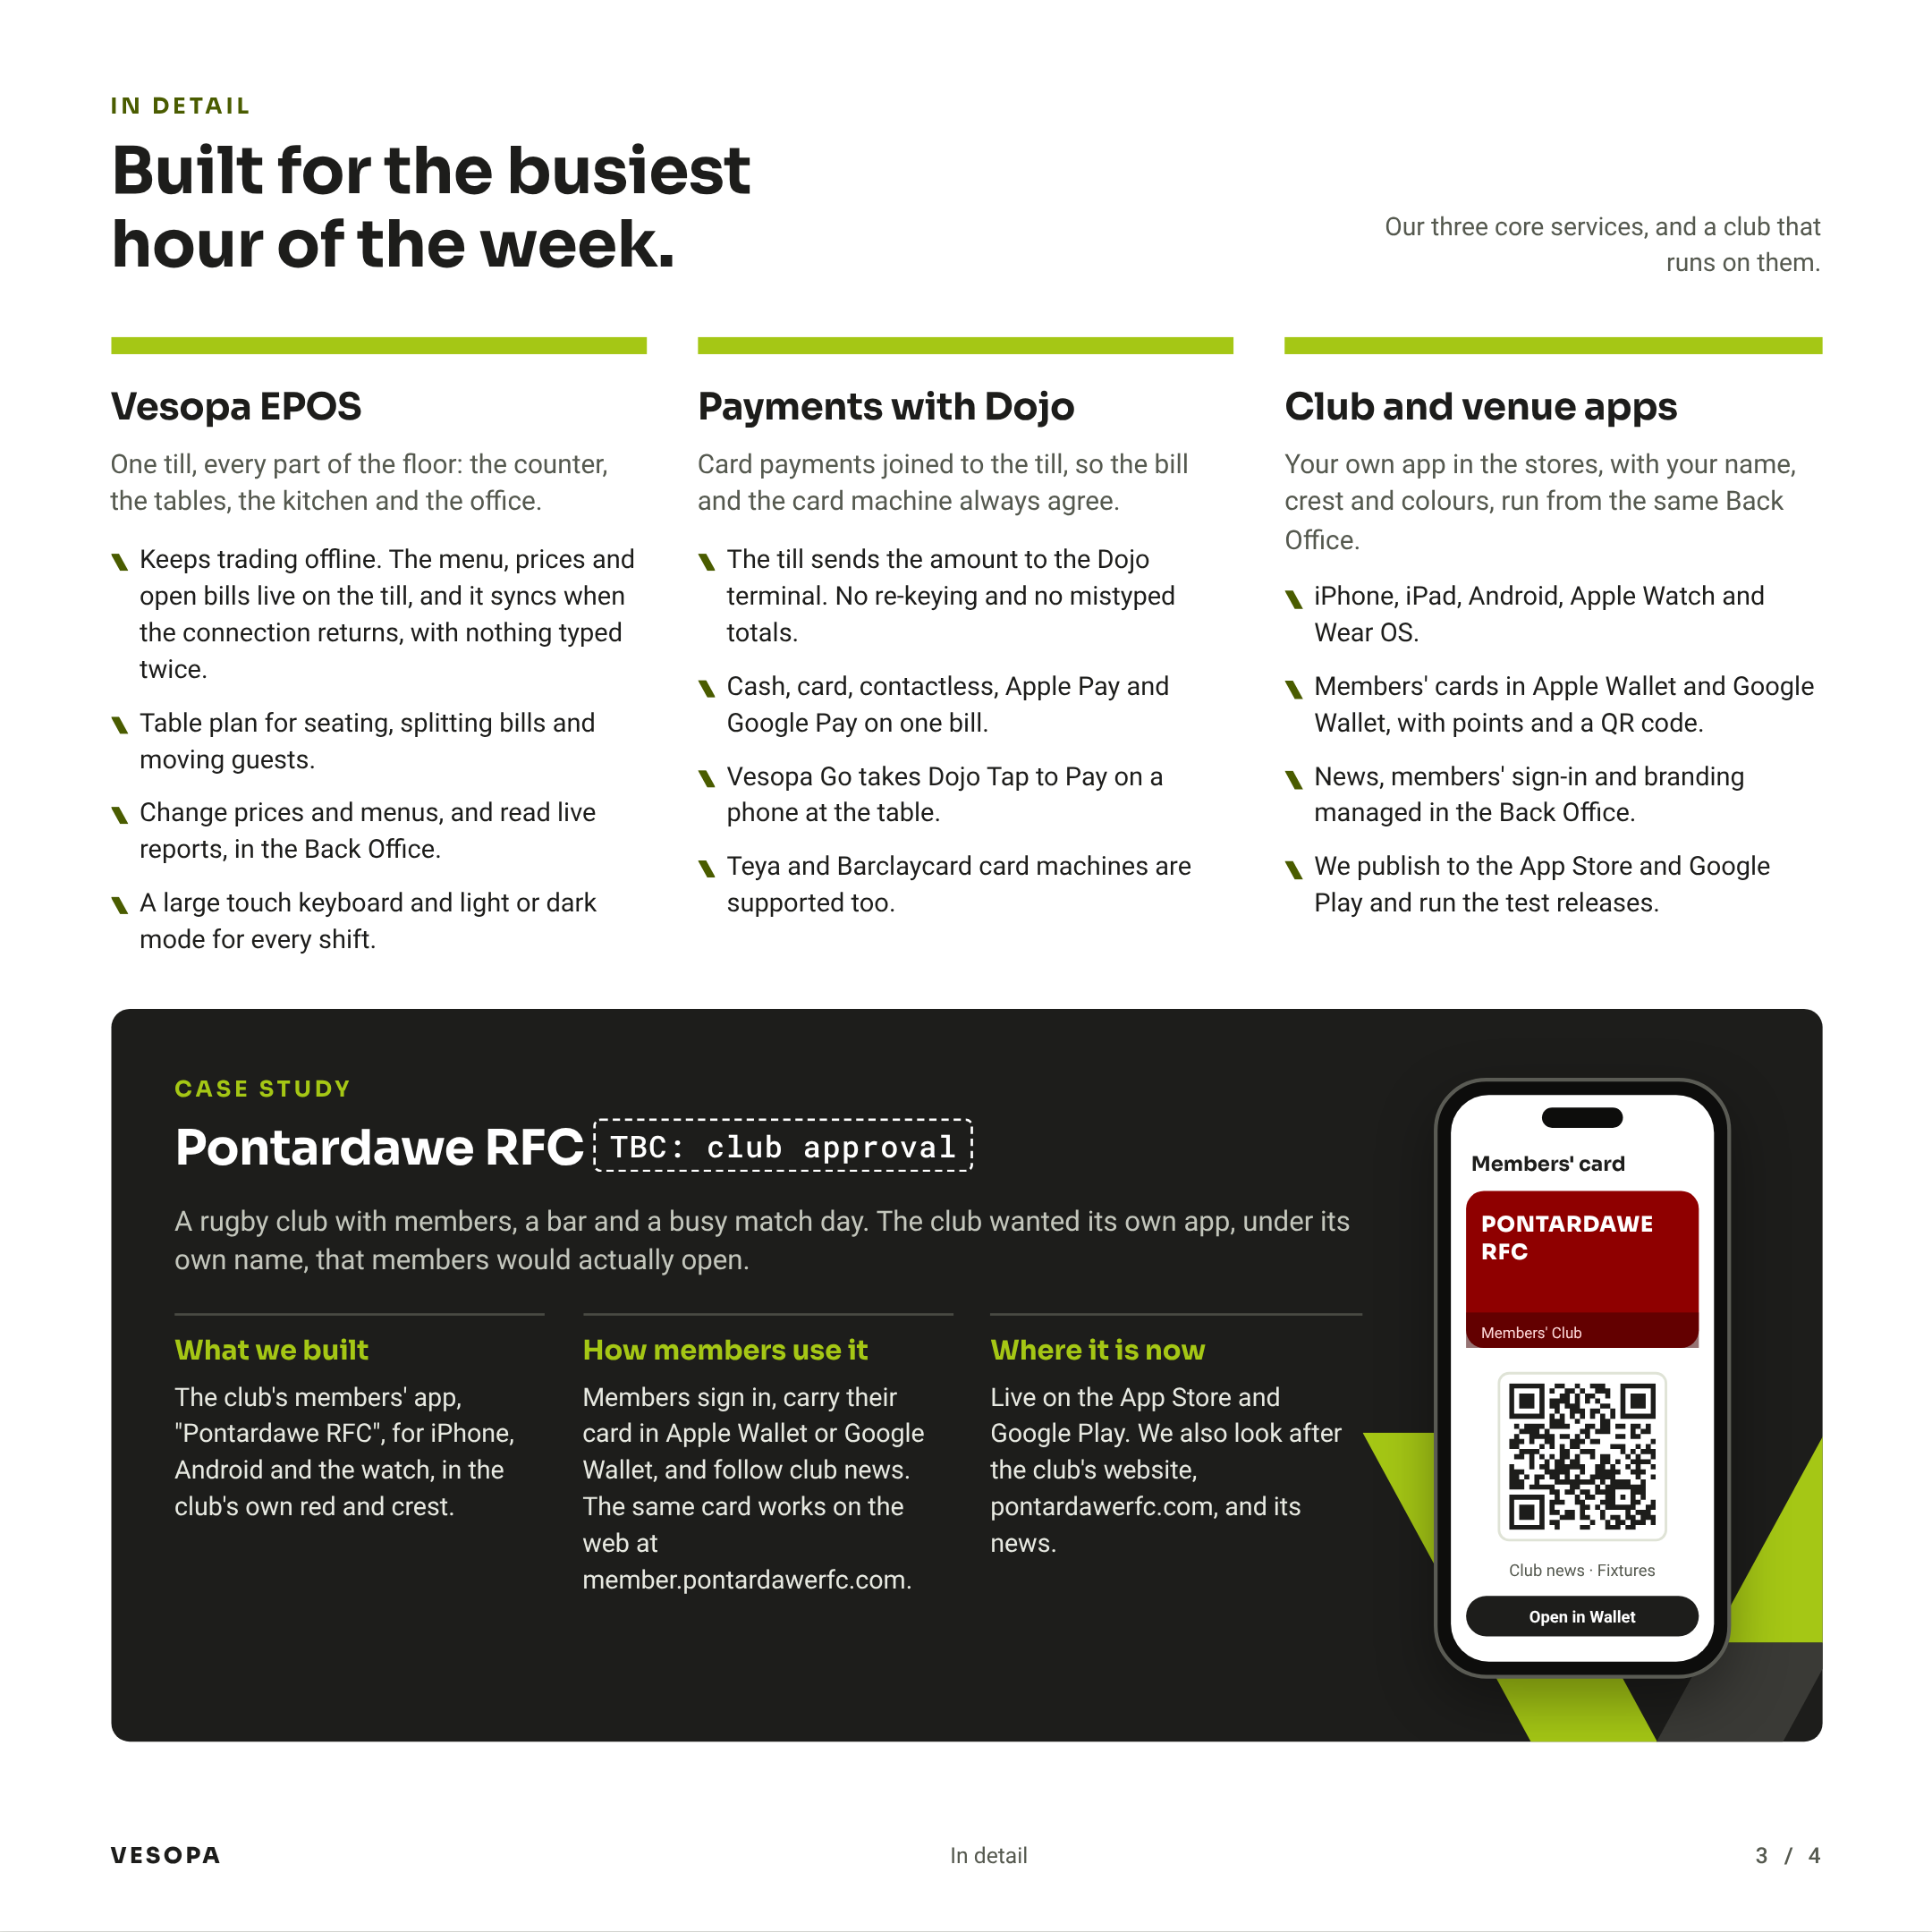 IN DETAIL
Built for the busiest
hour of the week.
Our three core services, and a club that
runs on them.
Vesopa EPOS
One till, every part of the floor: the counter,
the tables, the kitchen and the office.
Keeps trading offline. The menu, prices and
open bills live on the till, and it syncs when
the connection returns, with nothing typed
twice.
Table plan for seating, splitting bills and
moving guests.
Change prices and menus, and read live
reports, in the Back Office.
A large touch keyboard and light or dark
mode for every shift.
Payments with Dojo
Card payments joined to the till, so the bill
and the card machine always agree.
The till sends the amount to the Dojo
terminal. No re-keying and no mistyped
totals.
Cash, card, contactless, Apple Pay and
Google Pay on one bill.
Vesopa Go takes Dojo Tap to Pay on a
phone at the table.
Teya and Barclaycard card machines are
supported too.
Club and venue apps
Your own app in the stores, with your name,
crest and colours, run from the same Back
Office.
iPhone, iPad, Android, Apple Watch and
Wear OS.
Members' cards in Apple Wallet and Google
Wallet, with points and a QR code.
News, members' sign-in and branding
managed in the Back Office.
We publish to the App Store and Google
Play and run the test releases.
CASE STUDY
Pontardawe RFC TBC: club approval
A rugby club with members, a bar and a busy match day. The club wanted its own app, under its
own name, that members would actually open.
What we built
The club's members' app,
"Pontardawe RFC", for iPhone,
Android and the watch, in the
club's own red and crest.
How members use it
Members sign in, carry their
card in Apple Wallet or Google
Wallet, and follow club news.
The same card works on the
web at
member.pontardawerfc.com.
Where it is now
Live on the App Store and
Google Play. We also look after
the club's website,
pontardawerfc.com, and its
news.
Members' card
PONTARDAWE
RFC
Members' Club
Club news · Fixtures
Open in Wallet
VESOPA
In detail
3 / 4